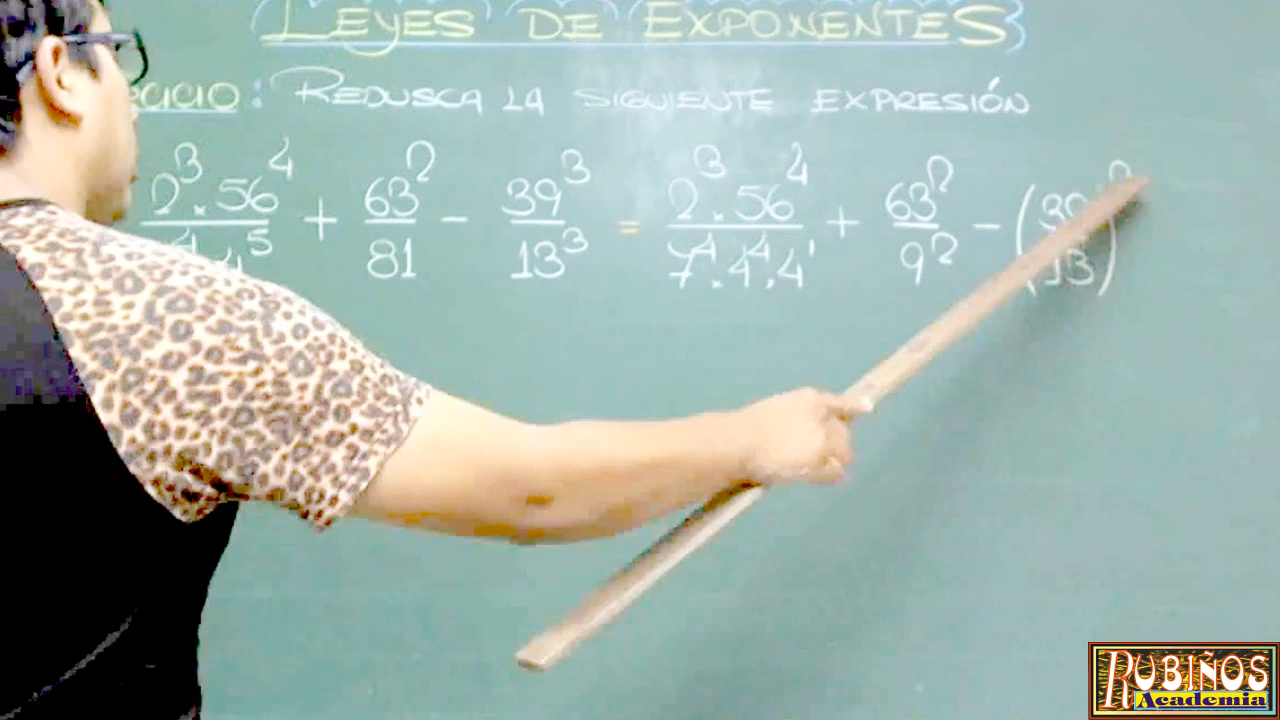 LEYES DE EXPONENTES
CICIO: REDUSCA LA SIGUIENTE EXPRESIÓN
2³.56⁴ / 4⁵ + 63²/81 - 39³/13³ = 2³.56⁴ / 7⁴.4⁴.4¹ + 63²/9² - (39/13)
RUBIÑOS
Academia